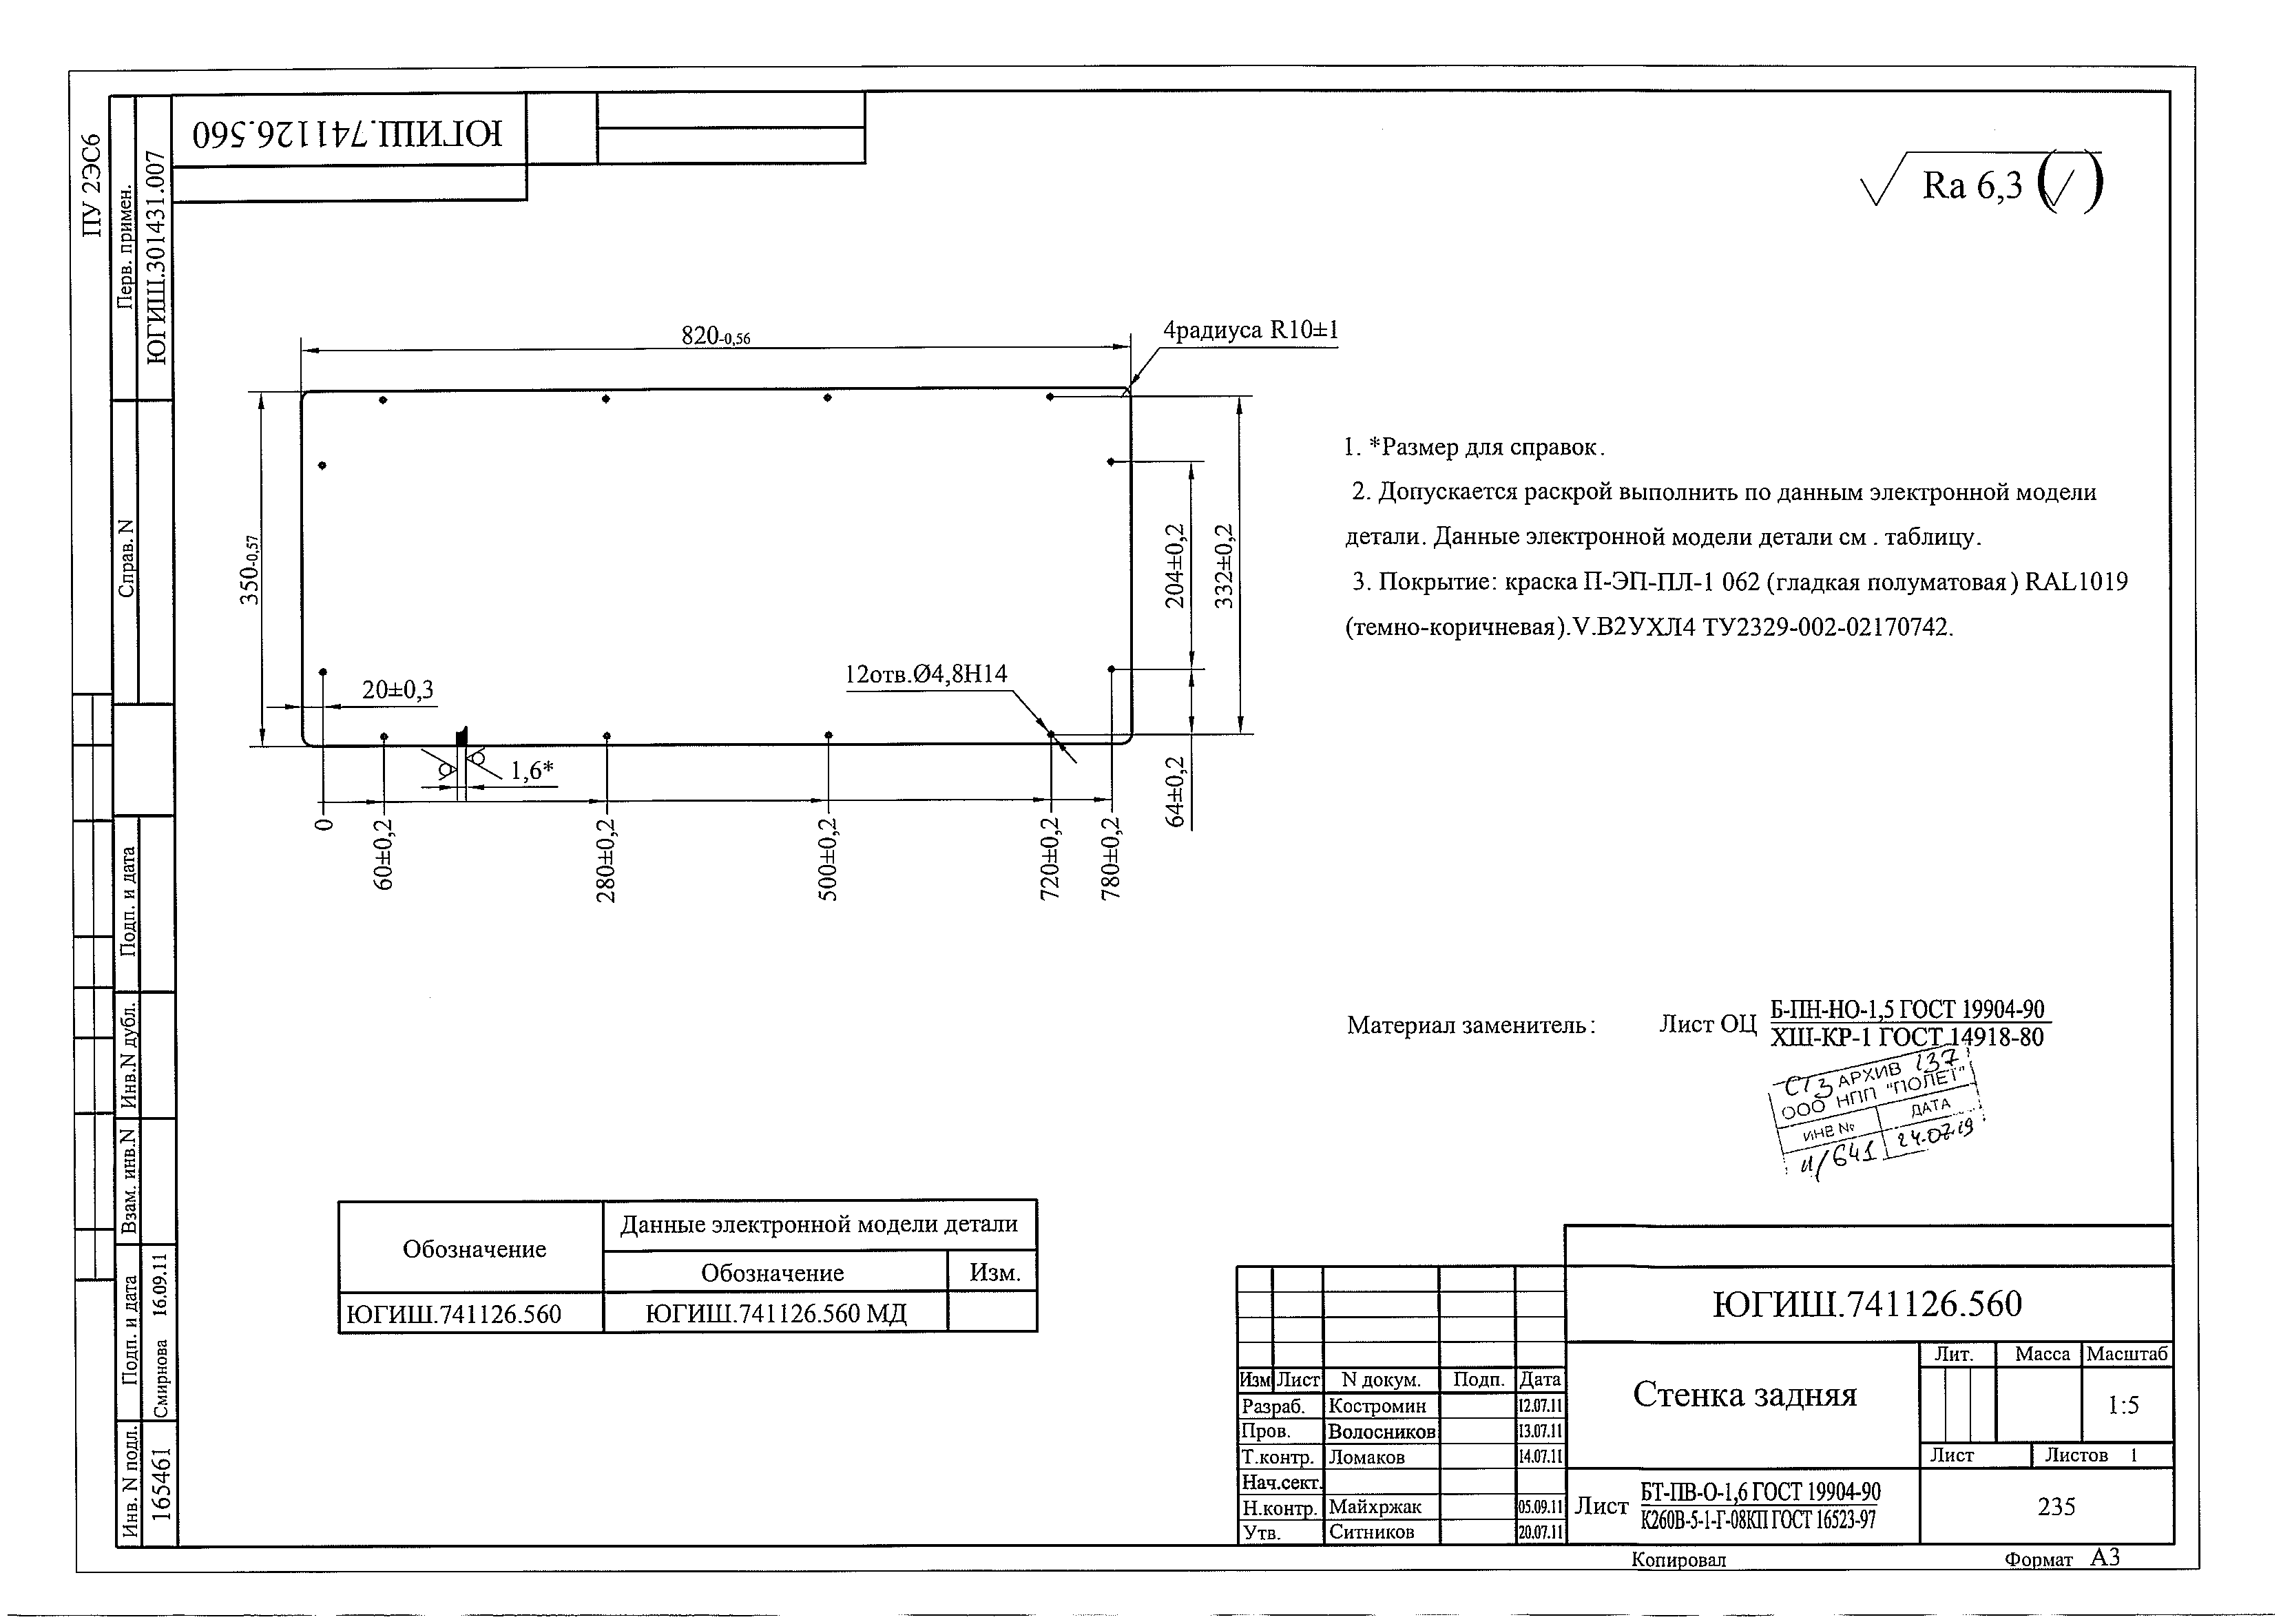 ЮГИШ.741126.560
ПУ 2ЭС6
Перв. примен.
ЮГИШ.301431.007
Справ. N
Подп. и дата
Инв.N дубл.
Взам. инв.N
Подп. и дата
Смирнова 16.09.11
Инв. N подл.
165461
Ra 6,3
820-0,56
4радиуса R10±1
350-0,57
204±0,2
332±0,2
64±0,2
20±0,3
12отв.Ø4,8H14
1,6*
0
60±0,2
280±0,2
500±0,2
720±0,2
780±0,2
1. *Размер для справок.
2. Допускается раскрой выполнить по данным электронной модели
детали. Данные электронной модели детали см . таблицу.
3. Покрытие: краска П-ЭП-ПЛ-1 062 (гладкая полуматовая) RAL1019
(темно-коричневая).V.В2УХЛ4 ТУ2329-002-02170742.
Материал заменитель: Лист ОЦ Б-ПН-НО-1,5 ГОСТ 19904-90
ХШ-КР-1 ГОСТ 14918-80
СТЗ АРХИВ 137
ООО НПП "ПОЛЕТ"
ИНВ № ДАТА
и/641 24.07.19
Обозначение Данные электронной модели детали
Обозначение Изм.
ЮГИШ.741126.560 ЮГИШ.741126.560 МД
ЮГИШ.741126.560
Стенка задняя
Лит. Масса Масштаб
1:5
Лист Листов 1
Изм Лист N докум. Подп. Дата
Разраб. Костромин 12.07.11
Пров. Волосников 13.07.11
Т.контр. Ломаков 14.07.11
Нач.сект.
Н.контр. Майхржак 05.09.11
Утв. Ситников 20.07.11
Лист БТ-ПВ-О-1,6 ГОСТ 19904-90
К260В-5-1-Г-08КП ГОСТ 16523-97
235
Копировал Формат А3